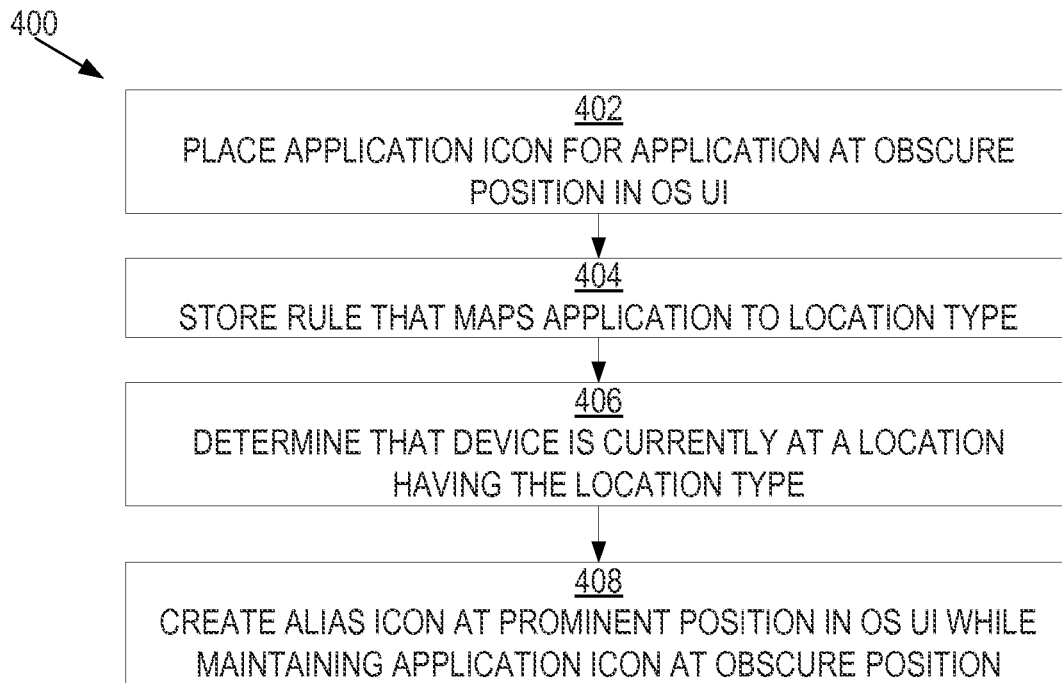 400
402
PLACE APPLICATION ICON FOR APPLICATION AT OBSCURE
POSITION IN OS UI
404
STORE RULE THAT MAPS APPLICATION TO LOCATION TYPE
406
DETERMINE THAT DEVICE IS CURRENTLY AT A LOCATION
HAVING THE LOCATION TYPE
408
CREATE ALIAS ICON AT PROMINENT POSITION IN OS UI WHILE
MAINTAINING APPLICATION ICON AT OBSCURE POSITION